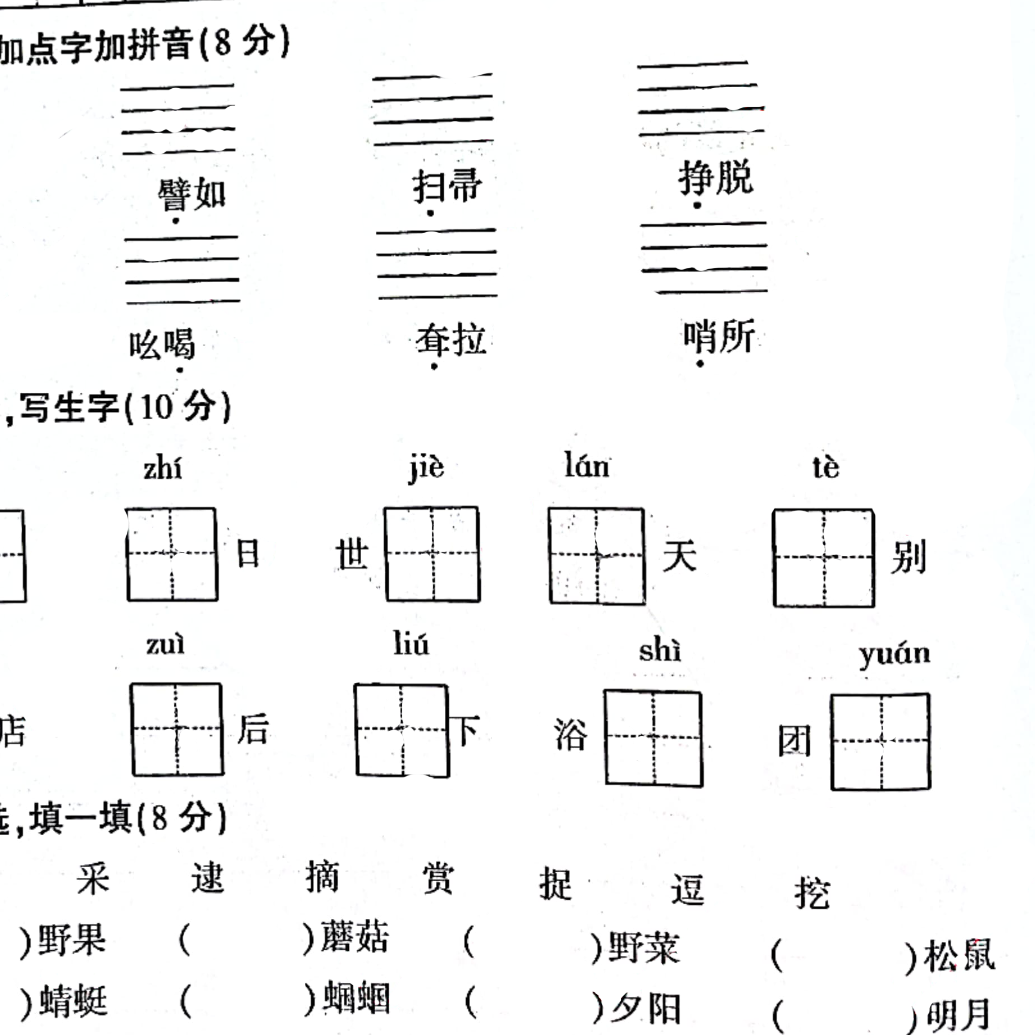 加点字加拼音(8分)
譬如 扫帚 挣脱
吆喝 耷拉 哨所
,写生字(10分)
zhí jiè lán tè
日 世 天 别
zuì liú shì yuán
店 后 下 浴 团
选,填一填(8分)
采 逮 摘 赏 捉 逗 挖
)野果 ( )蘑菇 ( )野菜 ( )松鼠
)蜻蜓 ( )蝈蝈 ( )夕阳 ( )明月